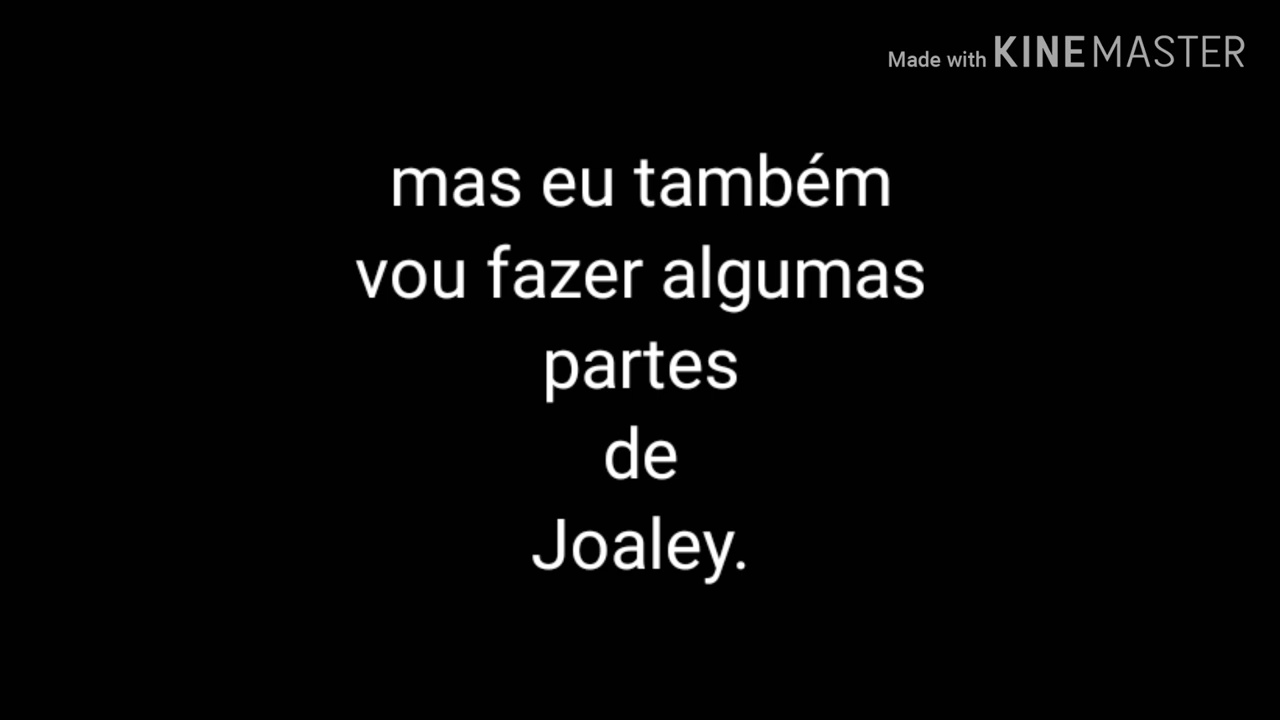 Made with KINEMASTER
mas eu também
vou fazer algumas
partes
de
Joaley.